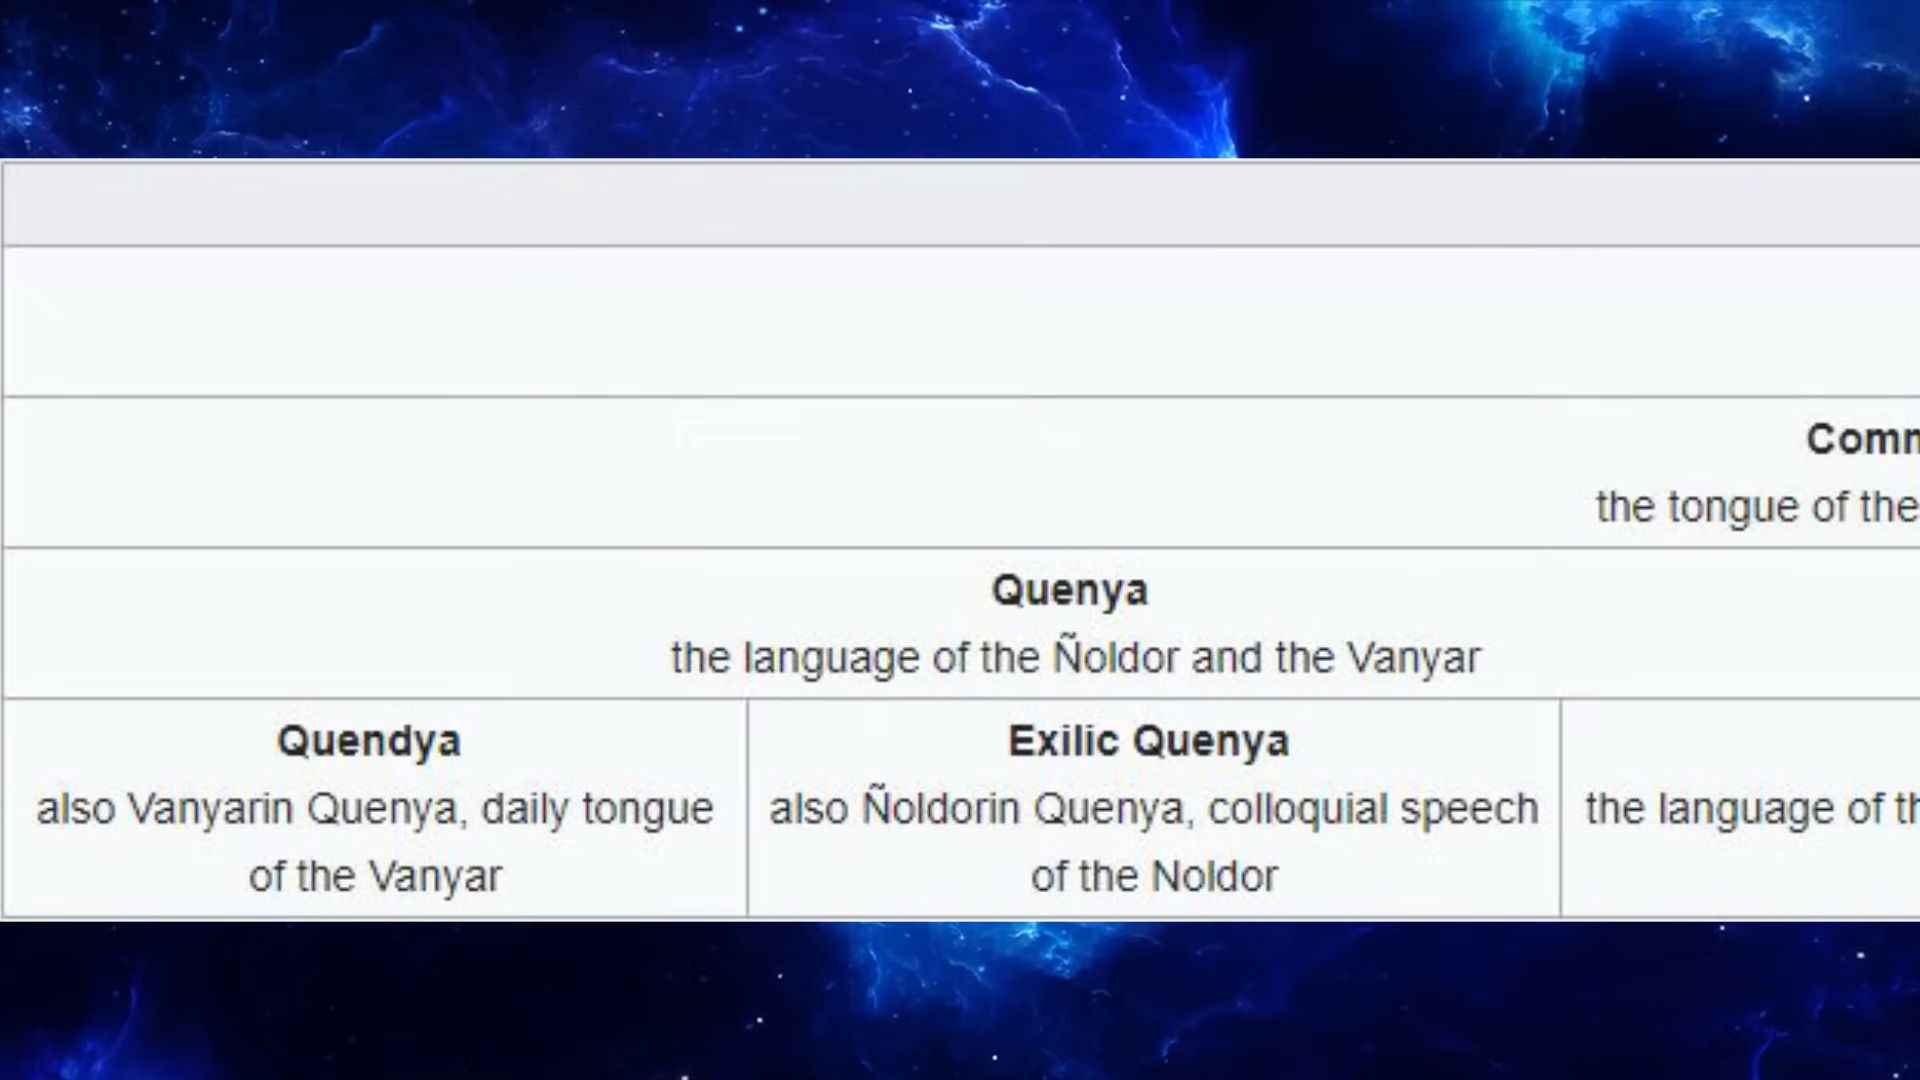 Comm
the tongue of the
Quenya
the language of the Ñoldor and the Vanyar
Quendya
also Vanyarin Quenya, daily tongue
of the Vanyar
Exilic Quenya
also Ñoldorin Quenya, colloquial speech
of the Noldor
the language of th